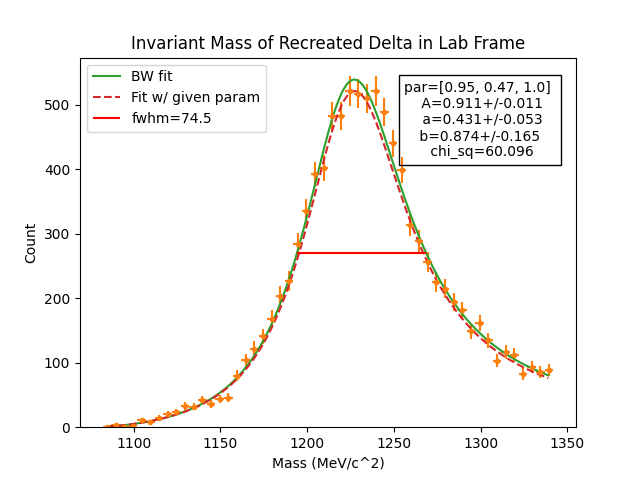 Invariant Mass of Recreated Delta in Lab Frame
BW fit
Fit w/ given param
fwhm=74.5
par=[0.95, 0.47, 1.0]
A=0.911+/-0.011
a=0.431+/-0.053
b=0.874+/-0.165
chi_sq=60.096
500
400
300
200
100
0
Count
1100 1150 1200 1250 1300 1350
Mass (MeV/c^2)